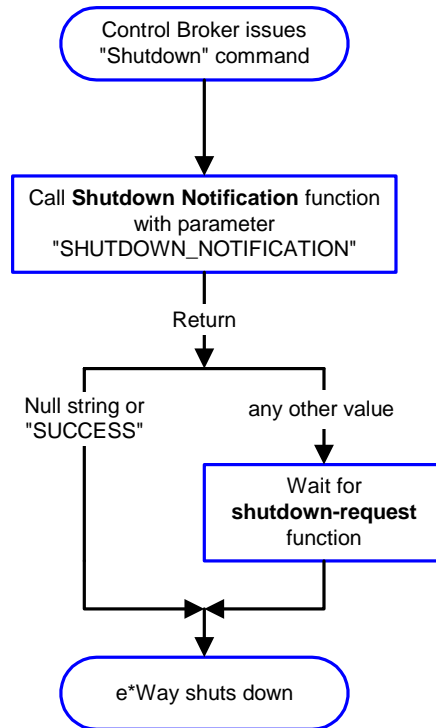 Control Broker issues
"Shutdown" command
Call Shutdown Notification function
with parameter
"SHUTDOWN_NOTIFICATION"
Return
Null string or
"SUCCESS"
any other value
Wait for
shutdown-request
function
e*Way shuts down